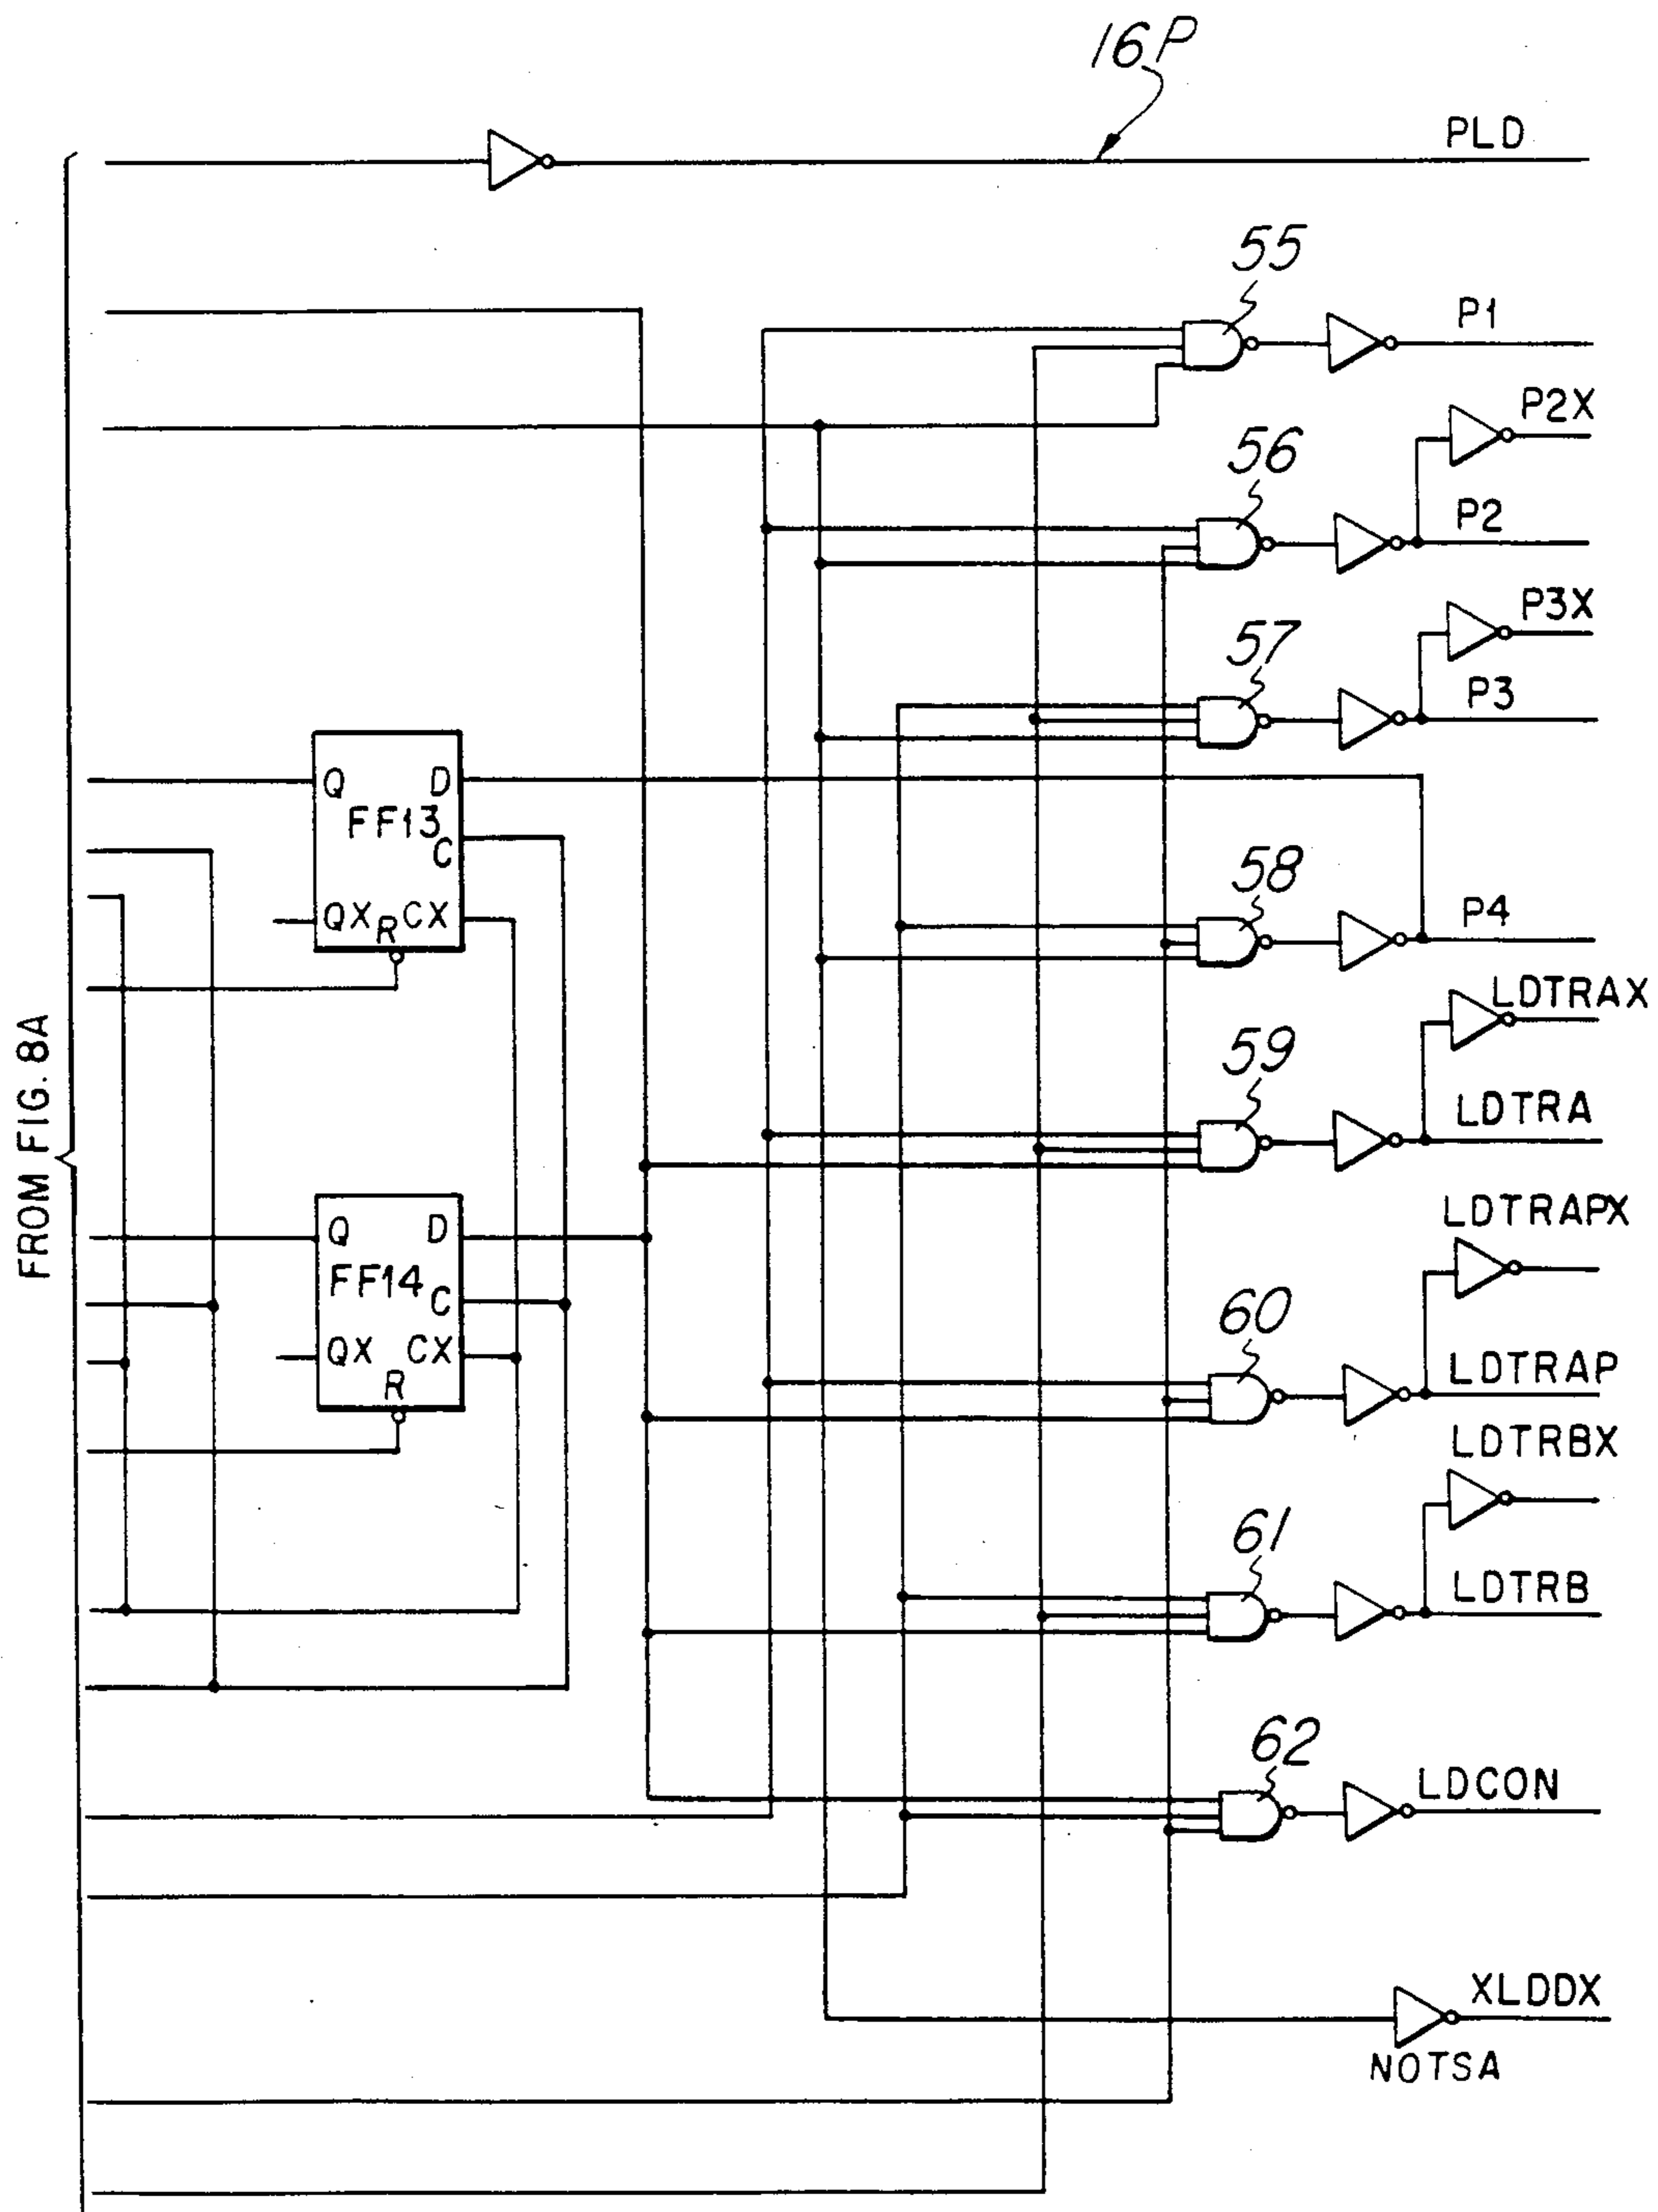 16P
PLD
55
P1
P2X
56
P2
P3X
57
P3
Q D
FF13
C
QX R CX
58
P4
LDTRAX
59
LDTRA
FROM FIG. 8A
LDTRAPX
Q D
FF14
C
QX CX
R
60
LDTRAP
LDTRBX
61
LDTRB
62
LDCON
XLDDX
NOTSA